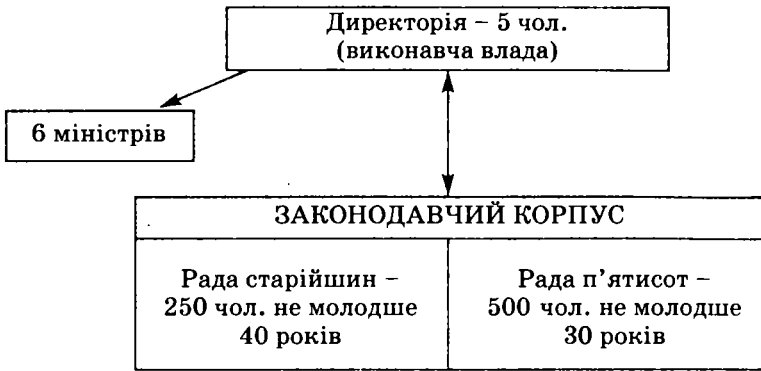 Директорія – 5 чол.
(виконавча влада)
6 міністрів
ЗАКОНОДАВЧИЙ КОРПУС
Рада старійшин –
250 чол. не молодше
40 років
Рада п’ятисот –
500 чол. не молодше
30 років